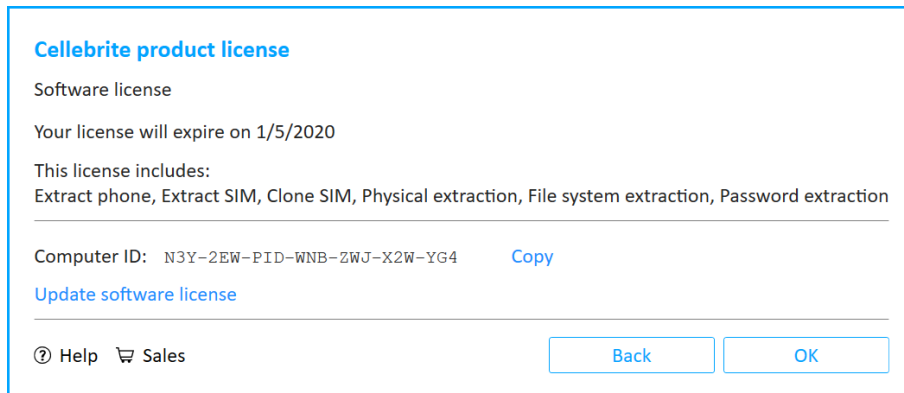 Cellebrite product license
Software license
Your license will expire on 1/5/2020
This license includes:
Extract phone, Extract SIM, Clone SIM, Physical extraction, File system extraction, Password extraction
Computer ID: N3Y-2EW-PID-WNB-ZWJ-X2W-YG4 Copy
Update software license
? Help Sales Back OK